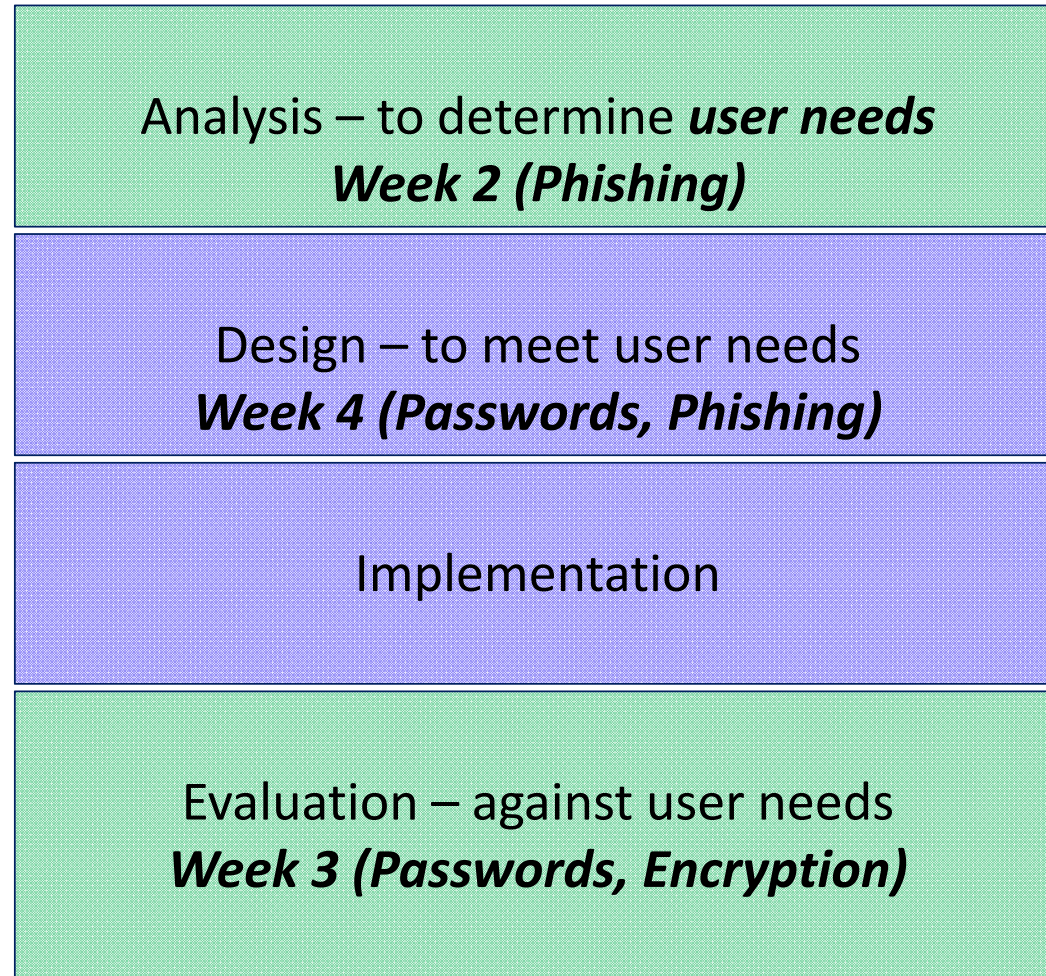 Analysis – to determine user needs
Week 2 (Phishing)
Design – to meet user needs
Week 4 (Passwords, Phishing)
Implementation
Evaluation – against user needs
Week 3 (Passwords, Encryption)